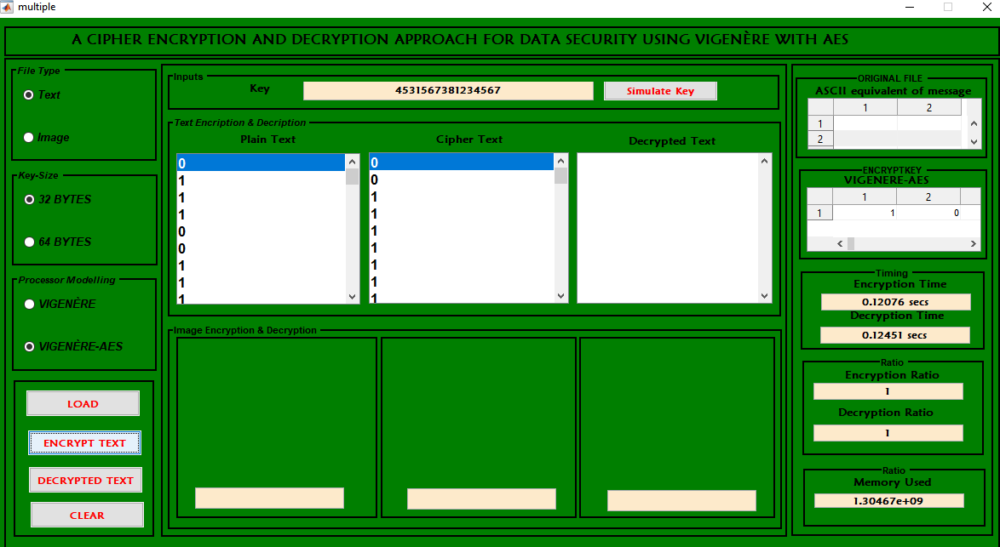 multiple
A CIPHER ENCRYPTION AND DECRYPTION APPROACH FOR DATA SECURITY USING VIGENÈRE WITH AES
File Type
Text
Image
Key-Size
32 BYTES
64 BYTES
Processor Modelling
VIGENÈRE
VIGENÈRE-AES
LOAD
ENCRYPT TEXT
DECRYPTED TEXT
CLEAR
Inputs
Key
4531567381234567
Simulate Key
Text Encription & Decription
Plain Text
0
1
1
1
0
0
1
1
1
Cipher Text
0
0
1
1
1
1
1
1
1
Decrypted Text
Image Encryption & Decryption
ORIGINAL FILE
ASCII equivalent of message
1 2
1
2
ENCRYPTKEY
VIGENERE-AES
1 2
1 1 0
Timing
Encryption Time
0.12076 secs
Decryption Time
0.12451 secs
Ratio
Encryption Ratio
1
Decryption Ratio
1
Ratio
Memory Used
1.30467e+09